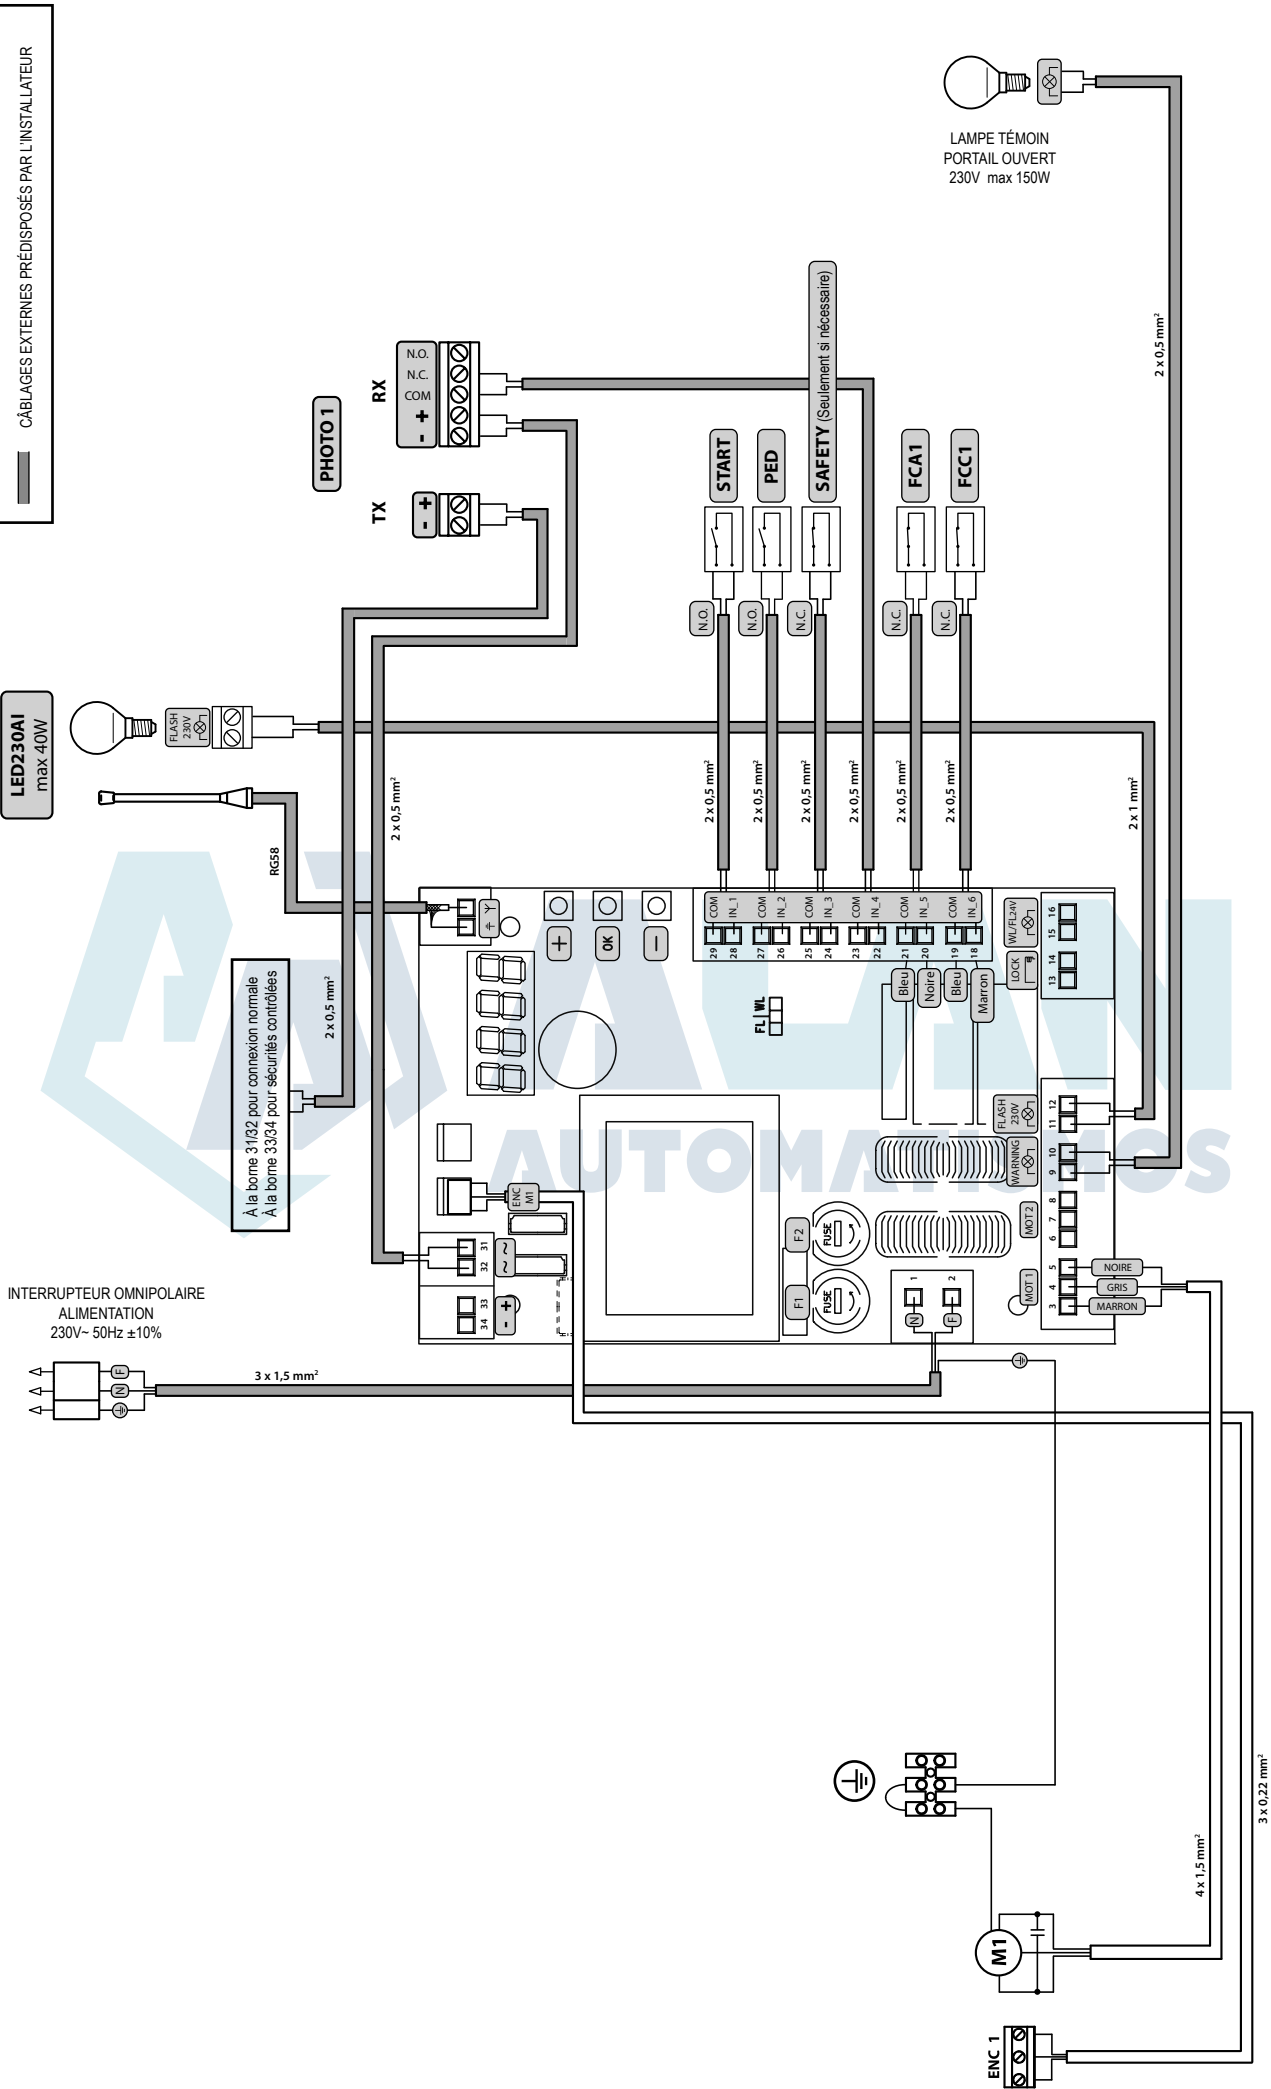 CÂBLAGES EXTERNES PRÉDISPOSÉS PAR L'INSTALLATEUR
LAMPE TÉMOIN
PORTAIL OUVERT
230V max 150W
2 x 0,5 mm²
PHOTO 1
TX
- +
RX
- + COM N.C. N.O.
LED230AI
max 40W
FLASH
230V
RG58
2 x 0,5 mm²
2 x 0,5 mm²
À la borne 31/32 pour connexion normale
À la borne 33/34 pour sécurités contrôlées
INTERRUPTEUR OMNIPOLAIRE
ALIMENTATION
230V~ 50Hz ±10%
F
N
3 x 1,5 mm²
START
PED
SAFETY (Seulement si nécessaire)
FCA1
FCC1
N.O.
N.O.
N.C.
N.C.
N.C.
2 x 0,5 mm²
2 x 0,5 mm²
2 x 0,5 mm²
2 x 0,5 mm²
2 x 0,5 mm²
2 x 0,5 mm²
2 x 1 mm²
+
OK
-
29 COM
28 IN_1
27 COM
26 IN_2
25 COM
24 IN_3
23 COM
22 IN_4
21 COM
20 IN_5
19 COM
18 IN_6
Bleu
Noire
Bleu
Marron
FL WL
LOCK
WL/FL24V
13 14 15 16
FLASH
230V
WARNING
MOT 2
MOT 1
3 4 5 6 7 8 9 10 11 12
34 33 32 31
- +
~ ~
ENC
M1
F1
F2
FUSE
FUSE
1
2
N
F
NOIRE
GRIS
MARRON
ALAN
AUTOMATISMOS
M1
ENC 1
4 x 1,5 mm²
3 x 0,22 mm²